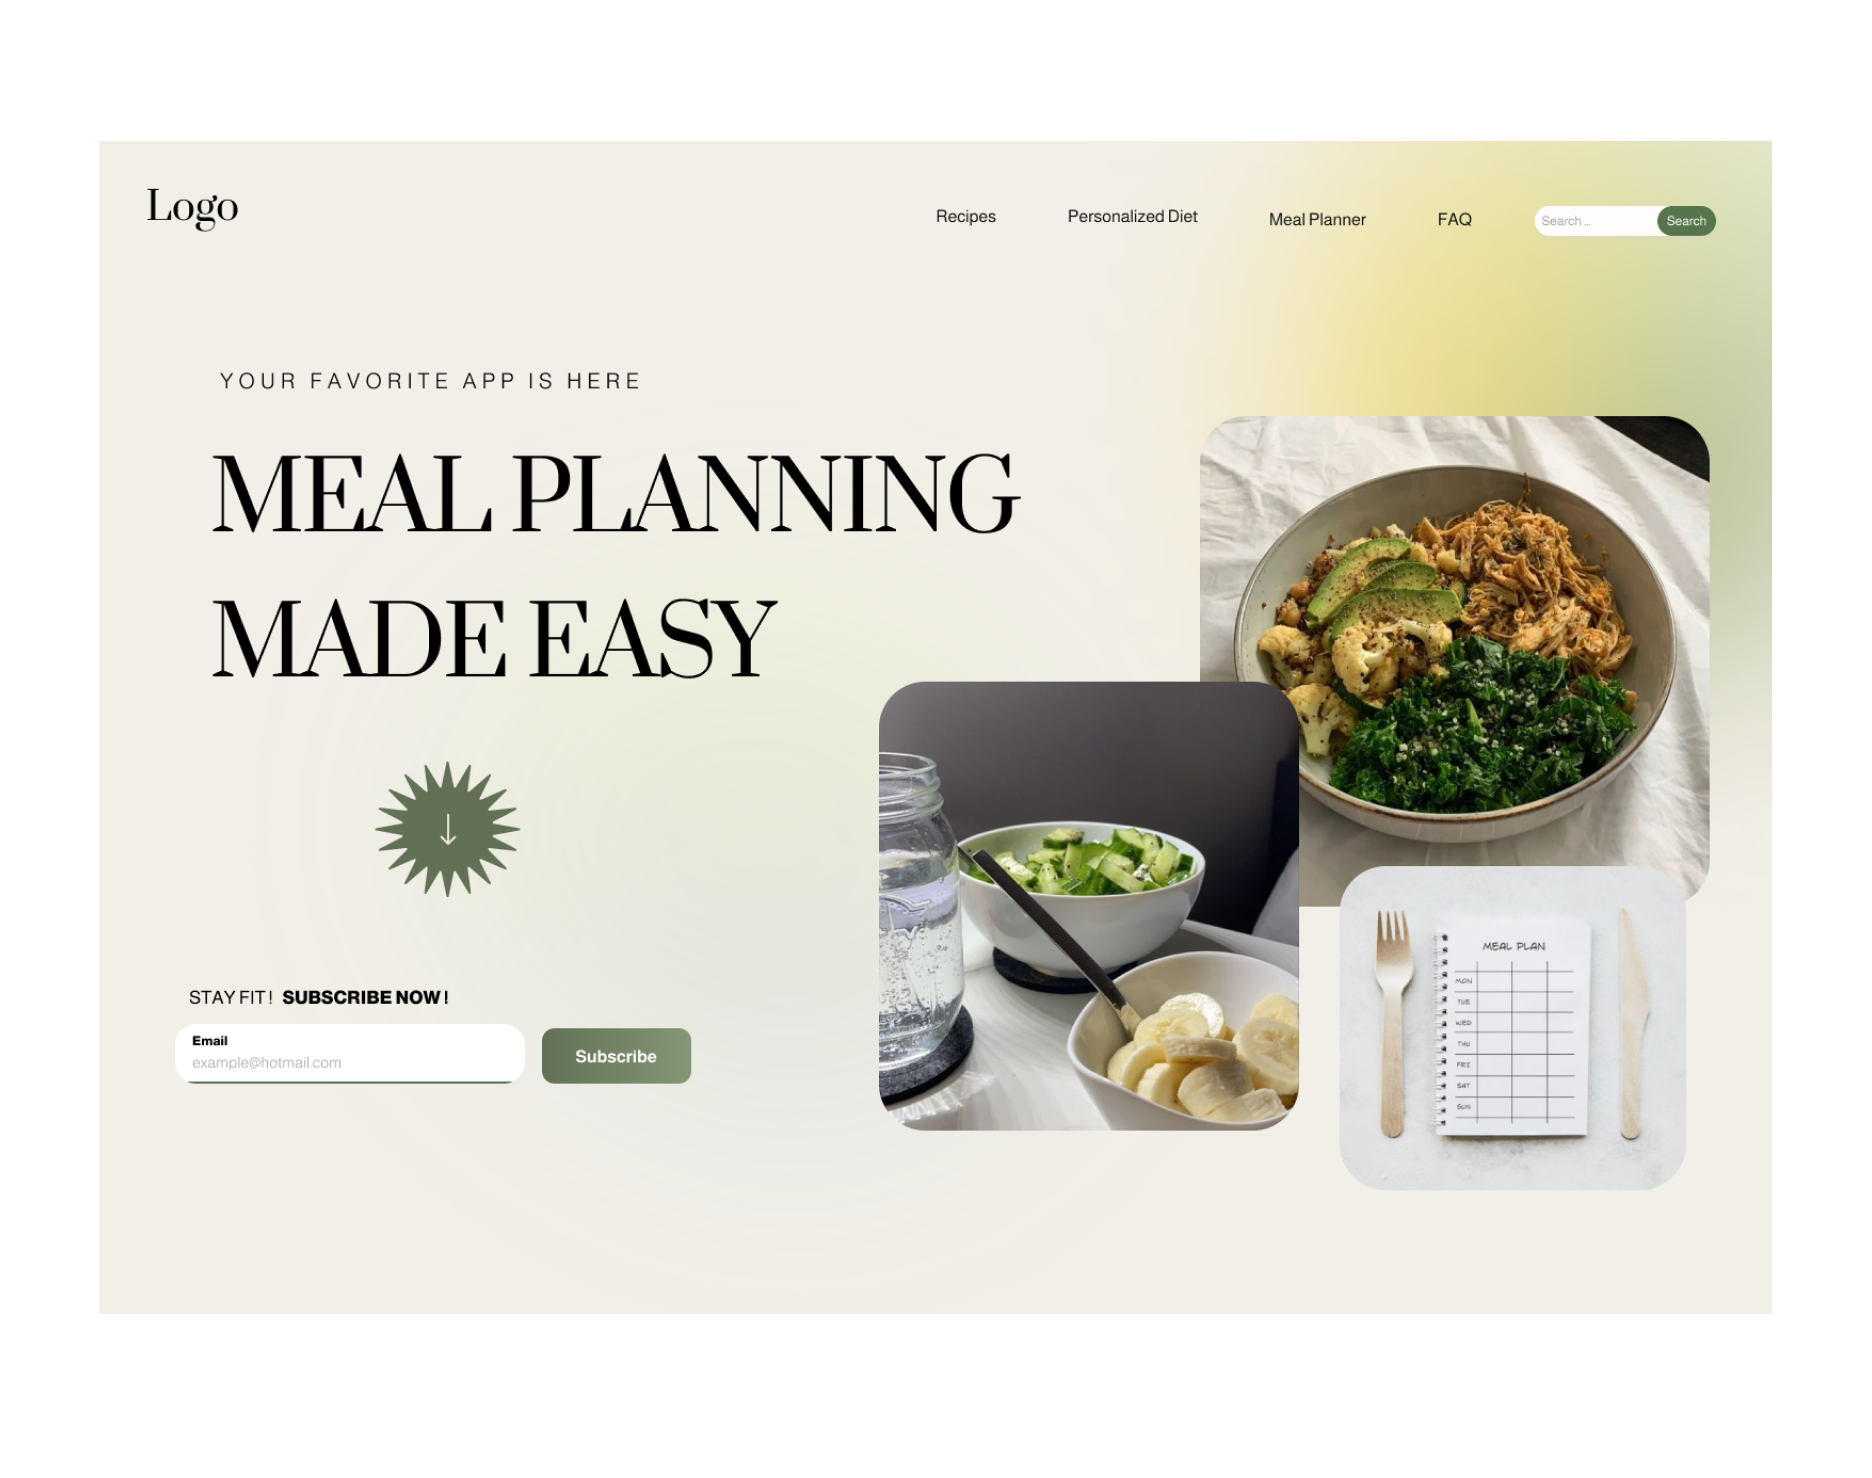 Logo
Recipes
Personalized Diet
Meal Planner
FAQ
Search ...
Search
YOUR FAVORITE APP IS HERE
MEAL PLANNING
MADE EASY
STAY FIT! SUBSCRIBE NOW!
Email
example@hotmail.com
Subscribe
MEAL PLAN
MON
TUE
WED
THU
FRI
SAT
SUN